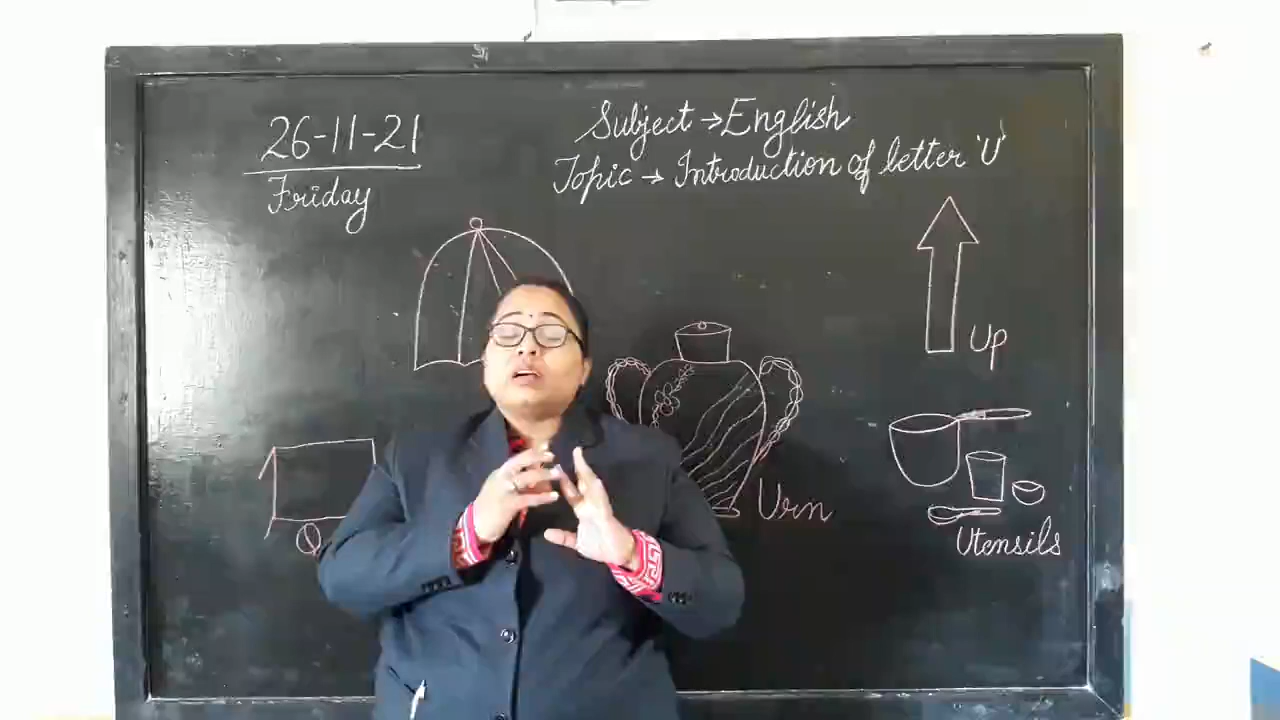 26-11-21
Friday
Subject → English
Topic → Introduction of letter 'U'
Up
Urn
Utensils